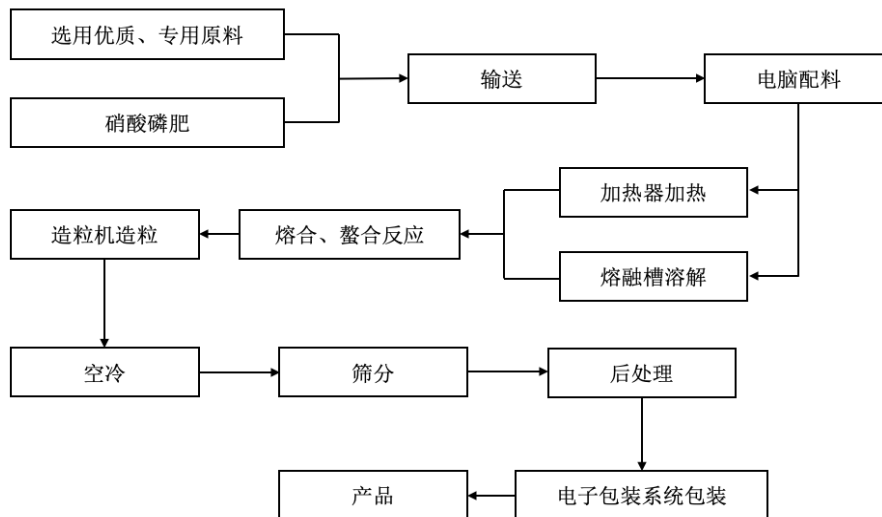 选用优质、专用原料
硝酸磷肥
输送
电脑配料
加热器加热
熔融槽溶解
熔合、螯合反应
造粒机造粒
空冷
筛分
后处理
电子包装系统包装
产品